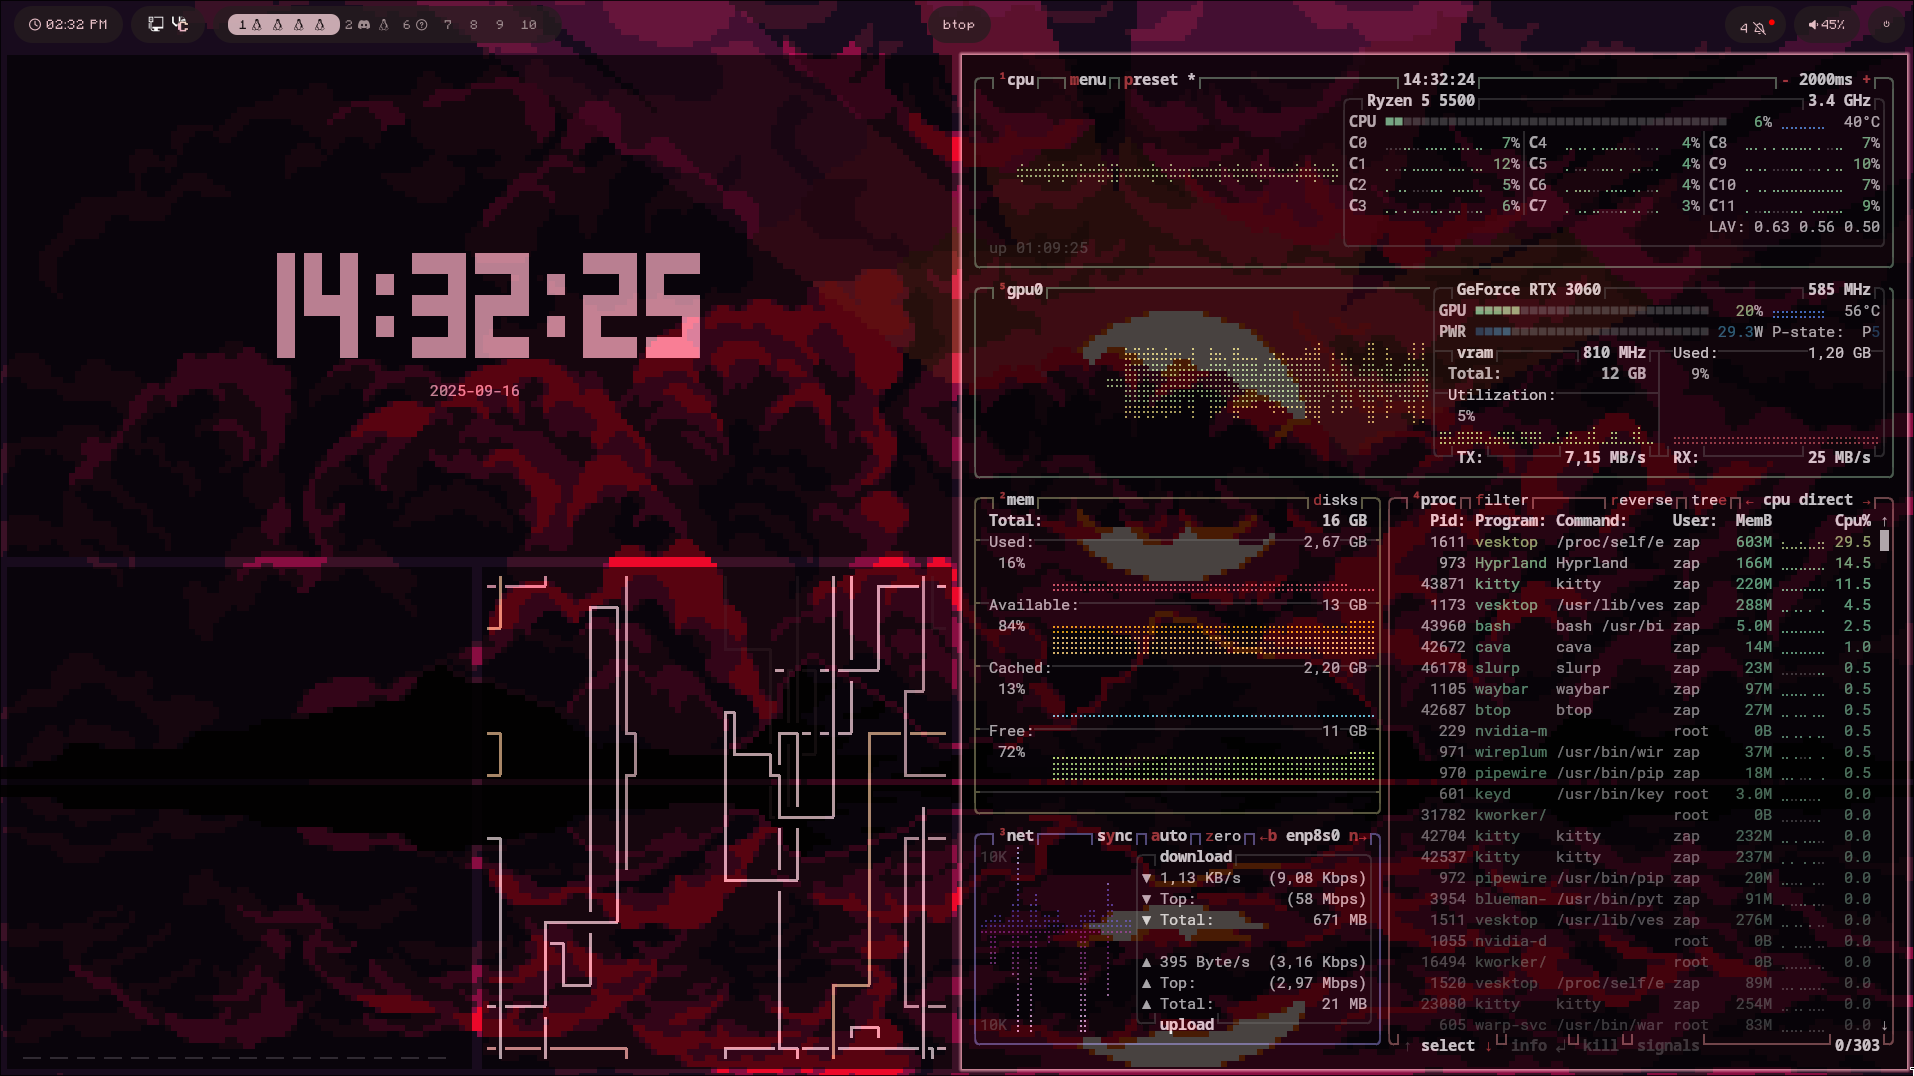 02:32 PM
1 2 6 7 8 9 10
btop
4 45%
14:32:25
2025-09-16
¹cpu menu preset * 14:32:24 - 2000ms +
Ryzen 5 5500 3.4 GHz
CPU 6% 40°C
C0 7% C4 4% C8 7%
C1 12% C5 4% C9 10%
C2 5% C6 4% C10 7%
C3 6% C7 3% C11 9%
LAV: 0.63 0.56 0.50
up 01:09:25
⁵gpu0 GeForce RTX 3060 585 MHz
GPU 20% 56°C
PWR 29.3W P-state: P5
vram 810 MHz Used: 1,20 GB
Total: 12 GB 9%
Utilization:
5%
TX: 7,15 MB/s RX: 25 MB/s
²mem disks
Total: 16 GB
Used: 2,67 GB
16%
Available: 13 GB
84%
Cached: 2,20 GB
13%
Free: 11 GB
72%
³net sync auto zero ←b enp8s0 n→
10K download
▼ 1,13 KB/s (9,08 Kbps)
▼ Top: (58 Mbps)
▼ Total: 671 MB
▲ 395 Byte/s (3,16 Kbps)
▲ Top: (2,97 Mbps)
▲ Total: 21 MB
10K upload
⁴proc filter reverse tree ← cpu direct →
Pid: Program: Command: User: MemB Cpu% ↑
1611 vesktop /proc/self/e zap 603M 29.5
973 Hyprland Hyprland zap 166M 14.5
43871 kitty kitty zap 220M 11.5
1173 vesktop /usr/lib/ves zap 288M 4.5
43960 bash bash /usr/bi zap 5.0M 2.5
42672 cava cava zap 14M 1.0
46178 slurp slurp zap 23M 0.5
1105 waybar waybar zap 97M 0.5
42687 btop btop zap 27M 0.5
229 nvidia-m root 0B 0.5
971 wireplum /usr/bin/wir zap 37M 0.5
970 pipewire /usr/bin/pip zap 18M 0.5
601 keyd /usr/bin/key root 3.0M 0.0
31782 kworker/ root 0B 0.0
42704 kitty kitty zap 232M 0.0
42537 kitty kitty zap 237M 0.0
972 pipewire /usr/bin/pip zap 20M 0.0
3954 blueman- /usr/bin/pyt zap 91M 0.0
1511 vesktop /usr/lib/ves zap 276M 0.0
1055 nvidia-d root 0B 0.0
16494 kworker/ root 0B 0.0
1520 vesktop /proc/self/e zap 89M 0.0
23080 kitty kitty zap 254M 0.0
605 warp-svc /usr/bin/war root 83M 0.0 ↓
↑ select ↓ info ↵ kill signals 0/303